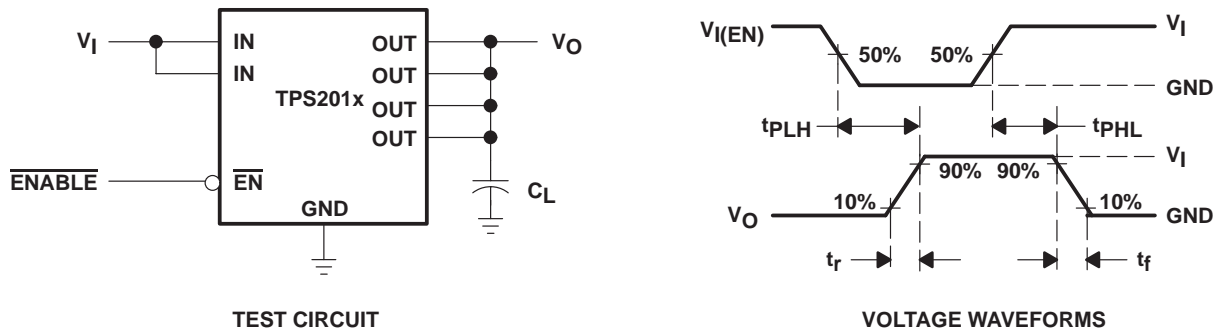 VI
IN
IN
TPS201x
OUT
OUT
OUT
OUT
VO
ENABLE
EN
GND
CL
TEST CIRCUIT
VI(EN)
50%
50%
VI
GND
tPLH
tPHL
VI
90%
90%
10%
10%
VO
GND
tr
tf
VOLTAGE WAVEFORMS